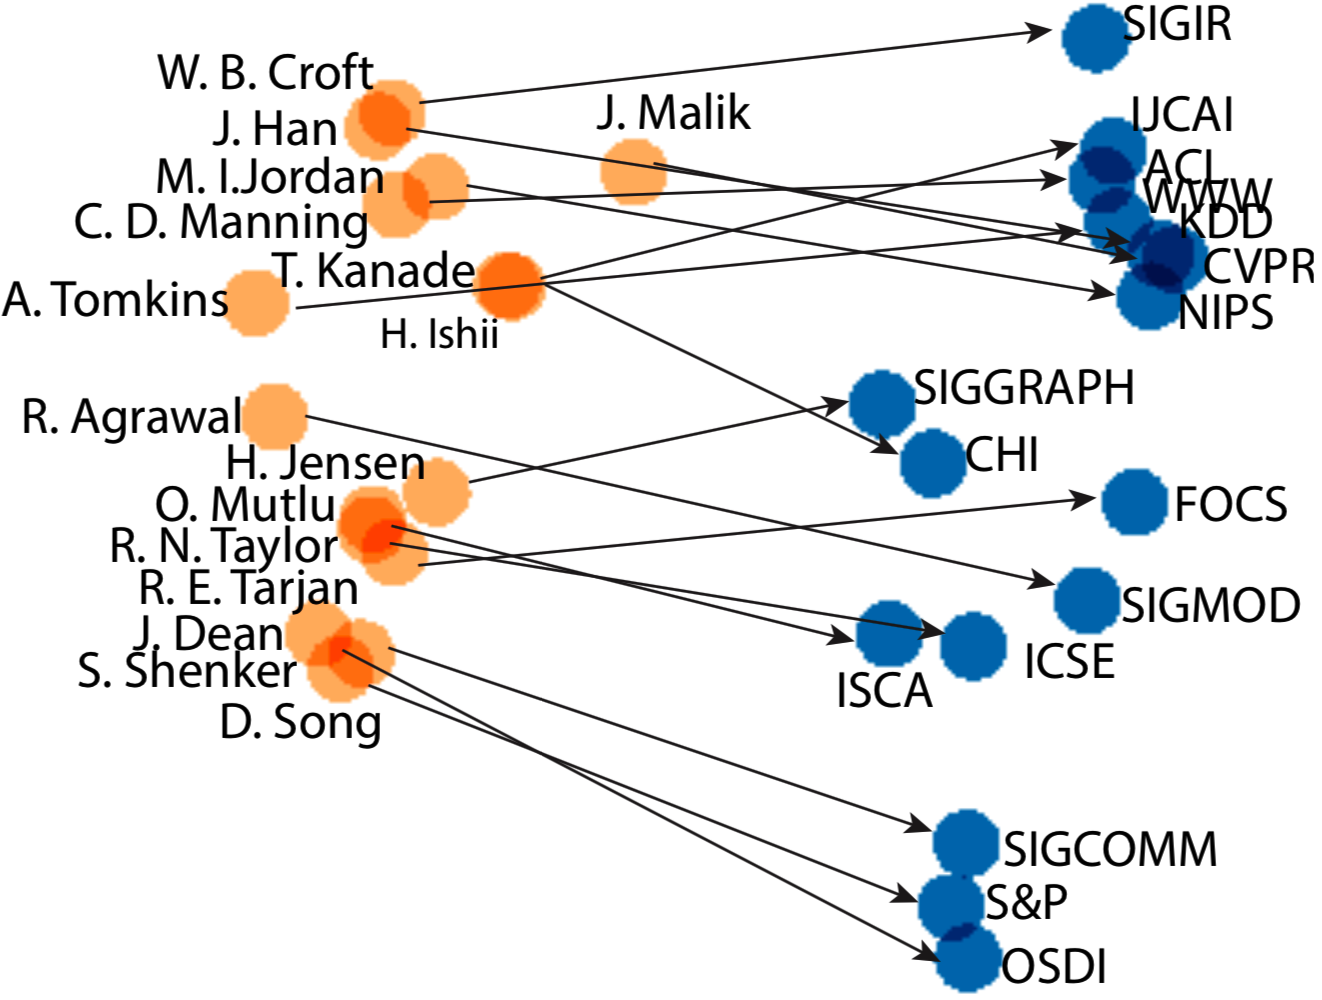 SIGIR
W. B. Croft
J. Han
J. Malik
IJCAI
M. I.Jordan
ACL
WWW
C. D. Manning
KDD
T. Kanade
CVPR
A. Tomkins
NIPS
H. Ishii
SIGGRAPH
R. Agrawal
H. Jensen
CHI
O. Mutlu
FOCS
R. N. Taylor
R. E. Tarjan
SIGMOD
J. Dean
S. Shenker
ICSE
ISCA
D. Song
SIGCOMM
S&P
OSDI